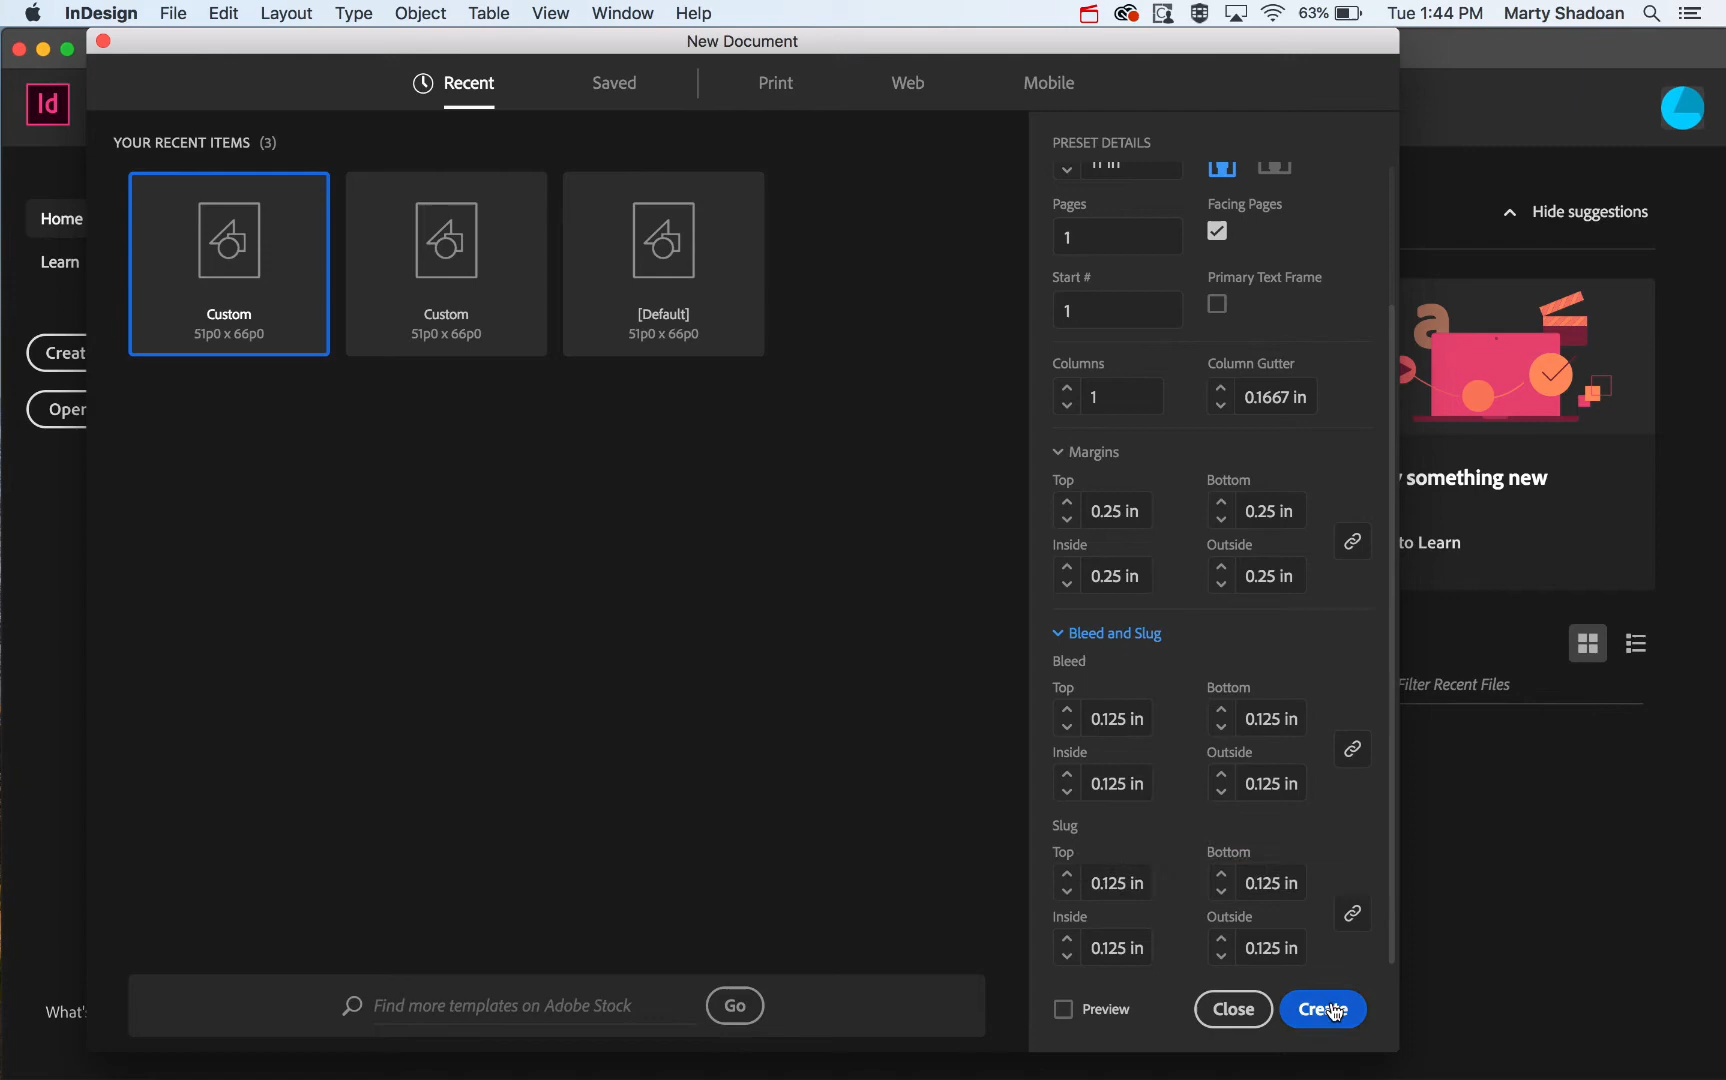 InDesign File Edit Layout Type Object Table View Window Help 63% Tue 1:44 PM Marty Shadoan
New Document
Id
Recent Saved Print Web Mobile
YOUR RECENT ITEMS (3)
Custom
51p0 x 66p0
Custom
51p0 x 66p0
[Default]
51p0 x 66p0
Find more templates on Adobe Stock Go
Home
Learn
Creat
Open
What's
PRESET DETAILS
11 in
Pages Facing Pages
1
Start # Primary Text Frame
1
Columns Column Gutter
1 0.1667 in
Margins
Top Bottom
0.25 in 0.25 in
Inside Outside
0.25 in 0.25 in
Bleed and Slug
Bleed
Top Bottom
0.125 in 0.125 in
Inside Outside
0.125 in 0.125 in
Slug
Top Bottom
0.125 in 0.125 in
Inside Outside
0.125 in 0.125 in
Preview Close Create
Hide suggestions
something new
to Learn
Filter Recent Files